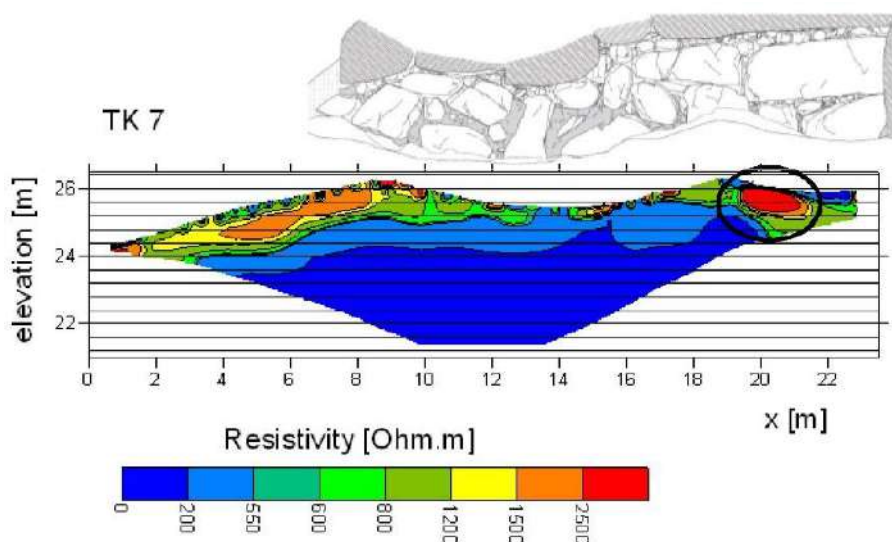 TK 7
elevation [m]
26
24
22
0 2 4 6 8 10 12 14 16 18 20 22
x [m]
Resistivity [Ohm.m]
0 200 550 600 800 1200 1500 2500